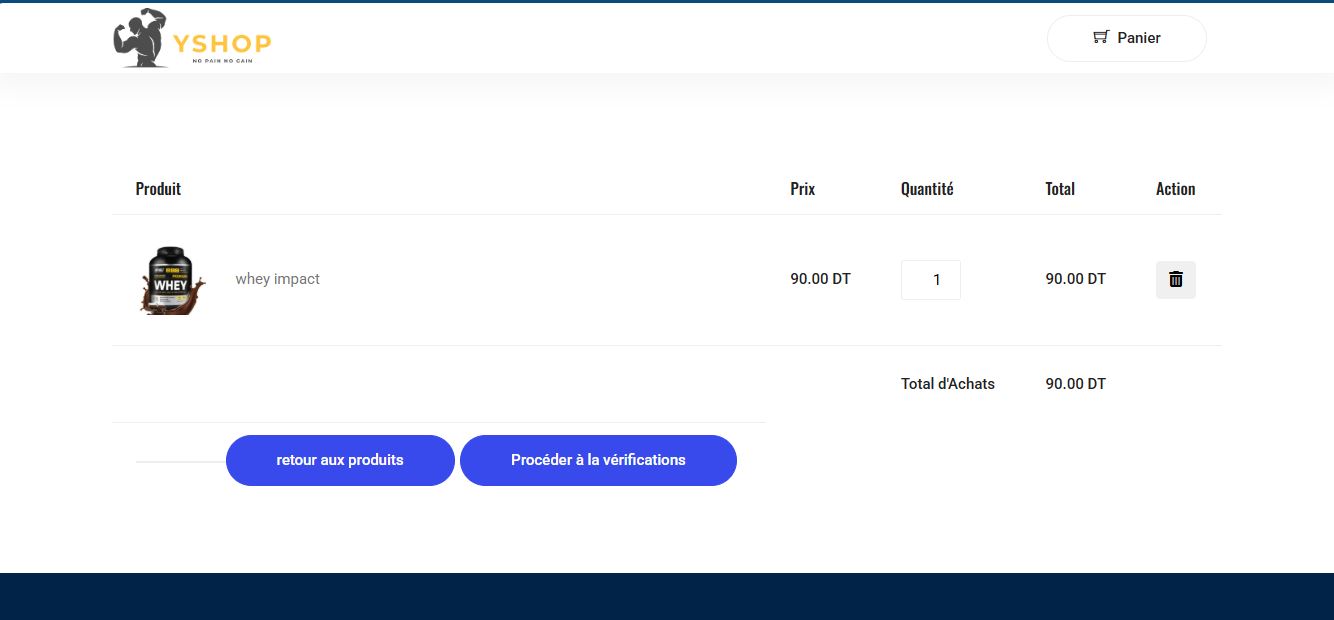 YSHOP
NO PAIN NO GAIN
Panier
Produit Prix Quantité Total Action
WHEY
whey impact 90.00 DT 1 90.00 DT
Total d'Achats 90.00 DT
retour aux produits Procéder à la vérifications